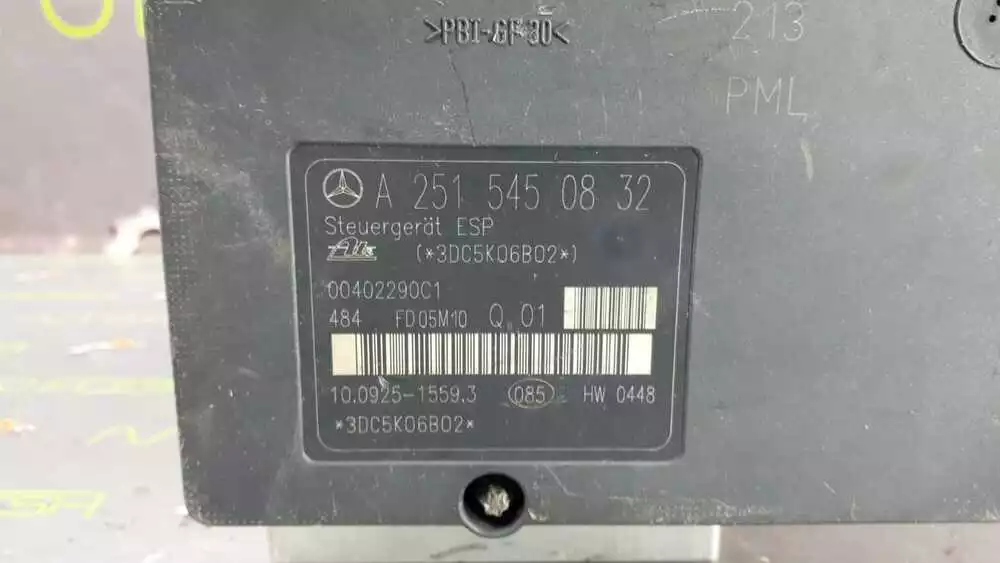 >PBT-GF30<
213
PML
A 251 545 08 32
Steuergerät ESP
Ate (*3DC5K06B02*)
00402290C1
484 FD05M10 Q 01
10.0925-1559.3 085 HW 0448
*3DC5K06B02*